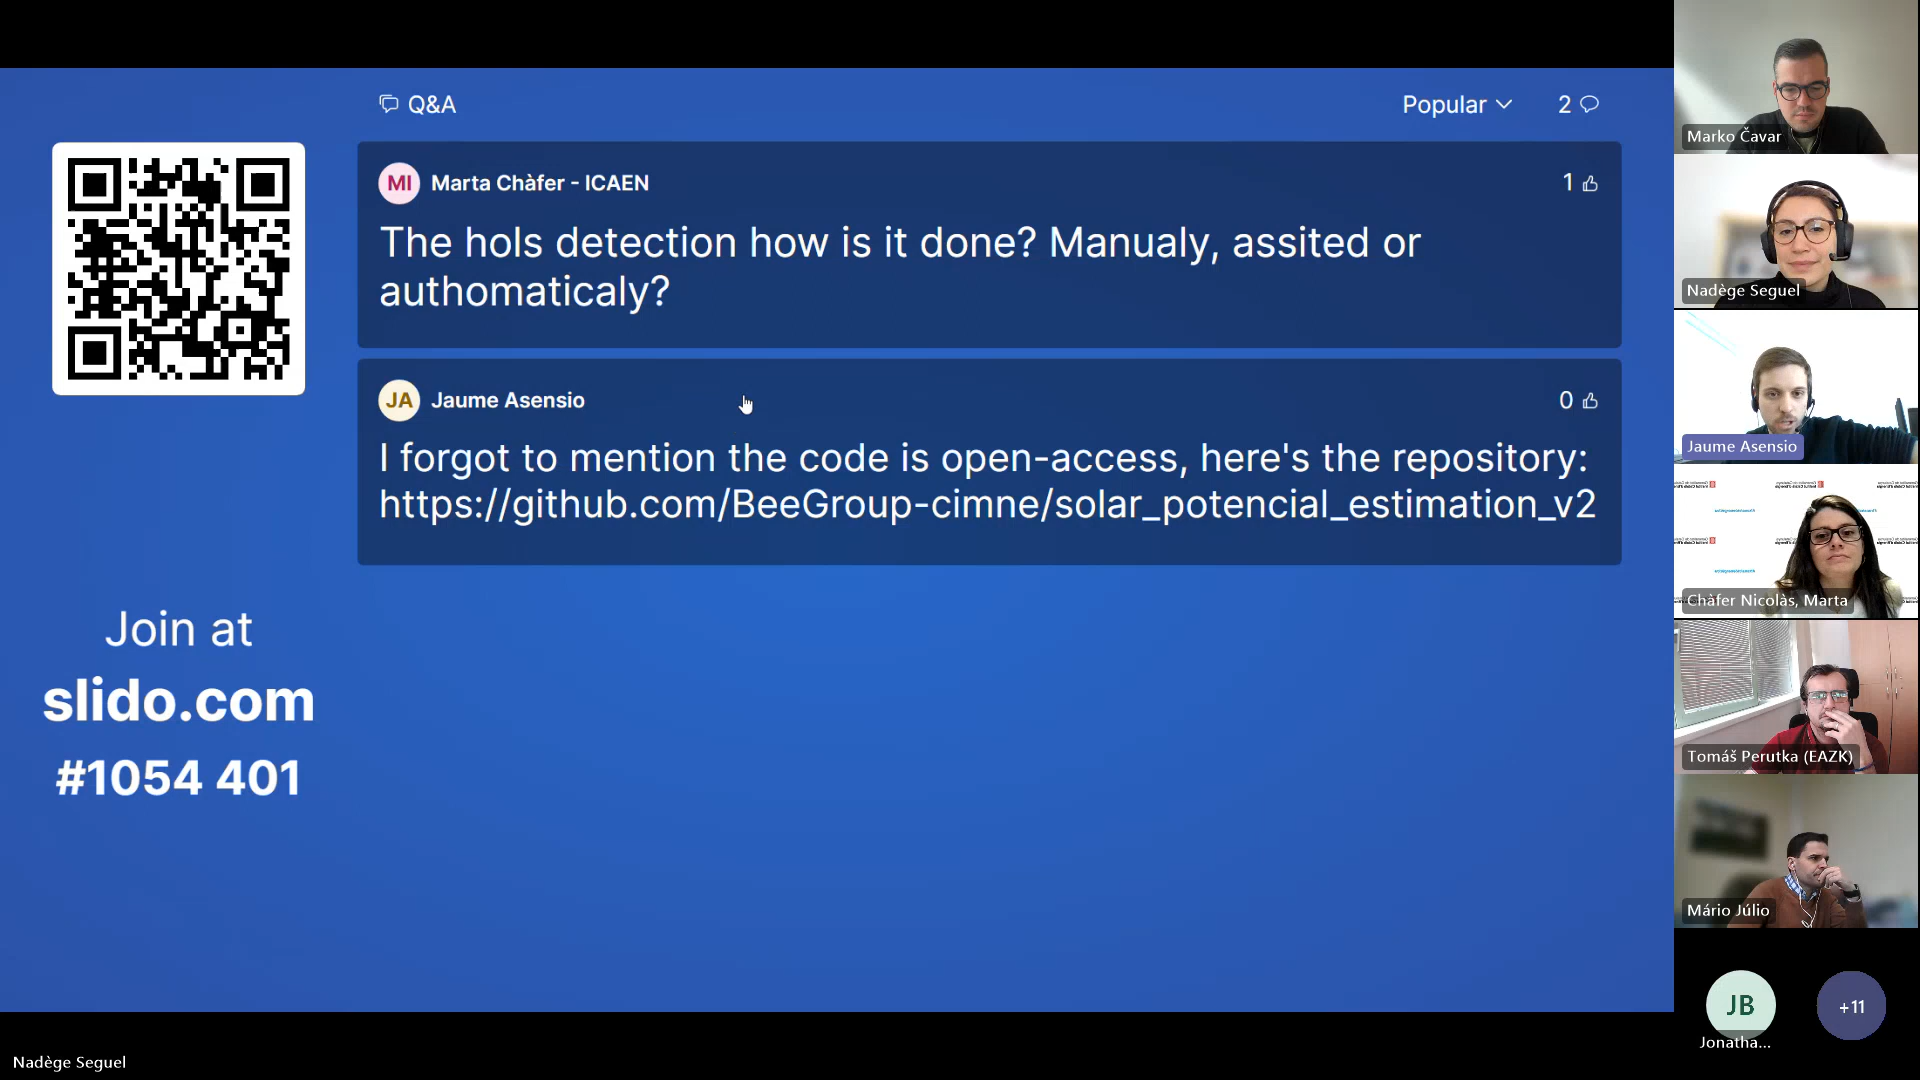 Q&A
Popular
2
MI
Marta Chàfer - ICAEN
1
The hols detection how is it done? Manualy, assited or
authomaticaly?
JA
Jaume Asensio
0
I forgot to mention the code is open-access, here's the repository:
https://github.com/BeeGroup-cimne/solar_potencial_estimation_v2
Join at
slido.com
#1054 401
Nadège Seguel
Marko Čavar
Nadège Seguel
Jaume Asensio
Chàfer Nicolàs, Marta
Tomáš Perutka (EAZK)
Mário Júlio
JB
Jonatha...
+11